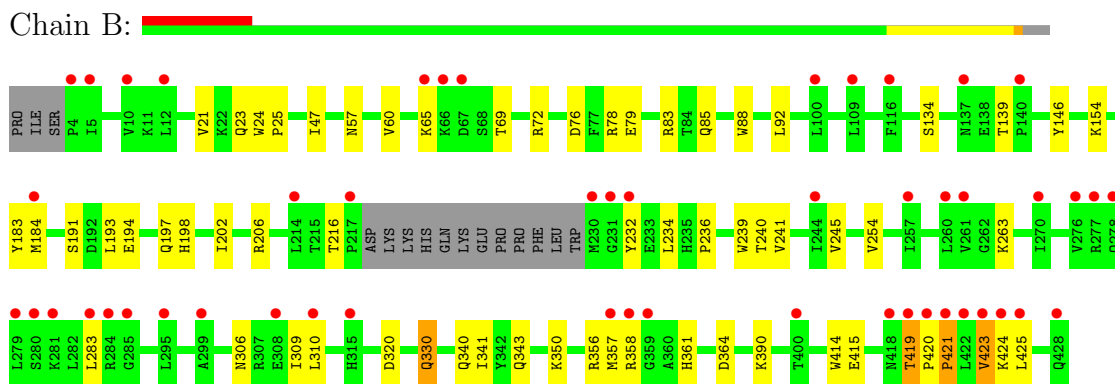 Chain B:
PRO ILE SER P4 I5 V10 K11 L12 V21 K22 Q23 W24 P25 I47 N57 V60 K65 K66 D67 S68 T69 R72 D76 F77 R78 E79 R83 T84 Q85 W88 L92 L100 L109 F116 S134 N137 E138 T139 P140 Y146 K154
Y183 M184 S191 D192 L193 E194 Q197 H198 I202 R206 L214 T215 T216 P217 ASP LYS LYS HIS GLN LYS GLU PRO PRO PHE LEU TRP M230 G231 Y232 E233 L234 H235 P236 W239 T240 V241 I244 V245 V254 I257 L260 V261 G262 K263 I270 V276 R277 R278
L279 S280 K281 L282 L283 R284 G285 L295 A299 N306 R307 E308 I309 L310 H315 D320 Q330 Q340 I341 Y342 Q343 K350 R356 M357 R358 G359 A360 H361 D364 K390 T400 W414 E415 N418 T419 P420 P421 L422 V423 K424 L425 Q428